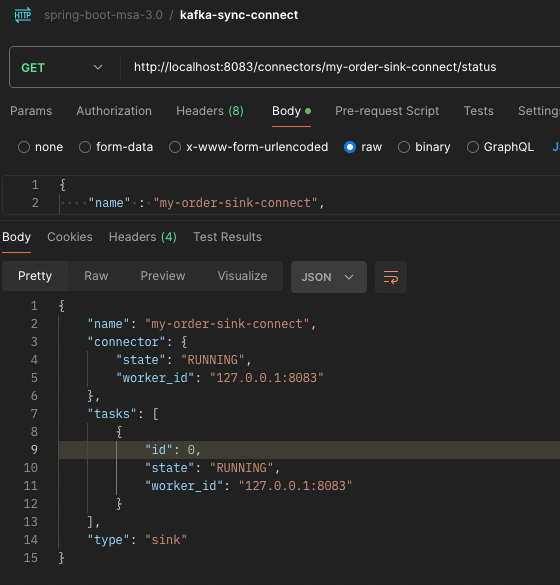 HTTP spring-boot-msa-3.0 / kafka-sync-connect
GET http://localhost:8083/connectors/my-order-sink-connect/status
Params Authorization Headers (8) Body Pre-request Script Tests
none form-data x-www-form-urlencoded raw binary GraphQL
1 {
2 "name" : "my-order-sink-connect",
Body Cookies Headers (4) Test Results
Pretty Raw Preview Visualize JSON
1 {
2 "name": "my-order-sink-connect",
3 "connector": {
4 "state": "RUNNING",
5 "worker_id": "127.0.0.1:8083"
6 },
7 "tasks": [
8 {
9 "id": 0,
10 "state": "RUNNING",
11 "worker_id": "127.0.0.1:8083"
12 }
13 ],
14 "type": "sink"
15 }